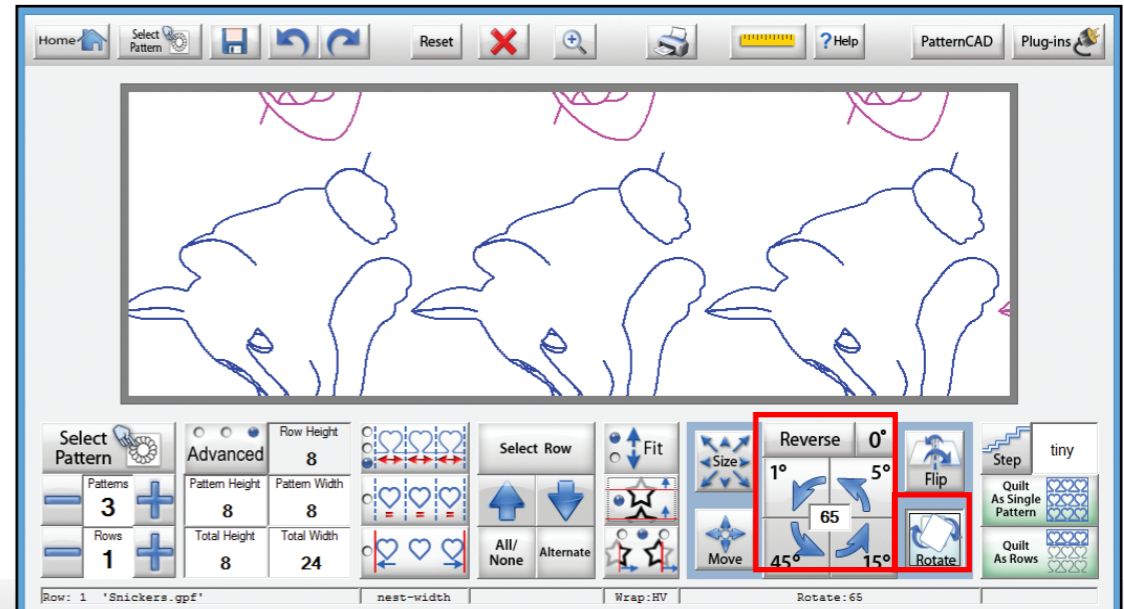 Home
Select
Pattern
Reset
?Help
PatternCAD
Plug-ins
Select
Pattern
Advanced
Row Height
8
Select Row
Fit
Size
Reverse
0°
1°
5°
65
45°
15°
Flip
Step
tiny
Patterns
3
Pattern Height
8
Pattern Width
8
Quilt
As Single
Pattern
Rows
1
Total Height
8
Total Width
24
All/
None
Alternate
Move
Rotate
Quilt
As Rows
Row: 1 'Snickers.gpf'
nest-width
Wrap:HV
Rotate:65